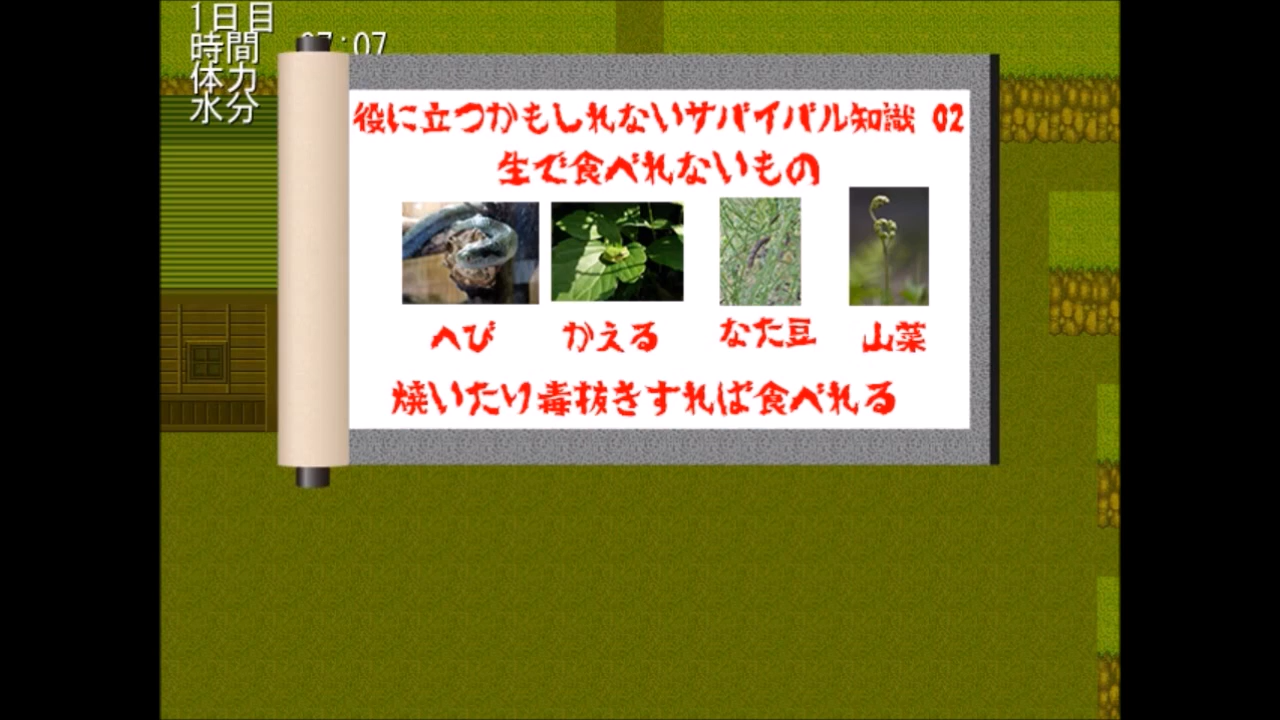 1日目
時間 07:07
体力
水分
役に立つかもしれないサバイバル知識 02
生で食べれないもの
へび かえる なた豆 山菜
焼いたり毒抜きすれば食べれる